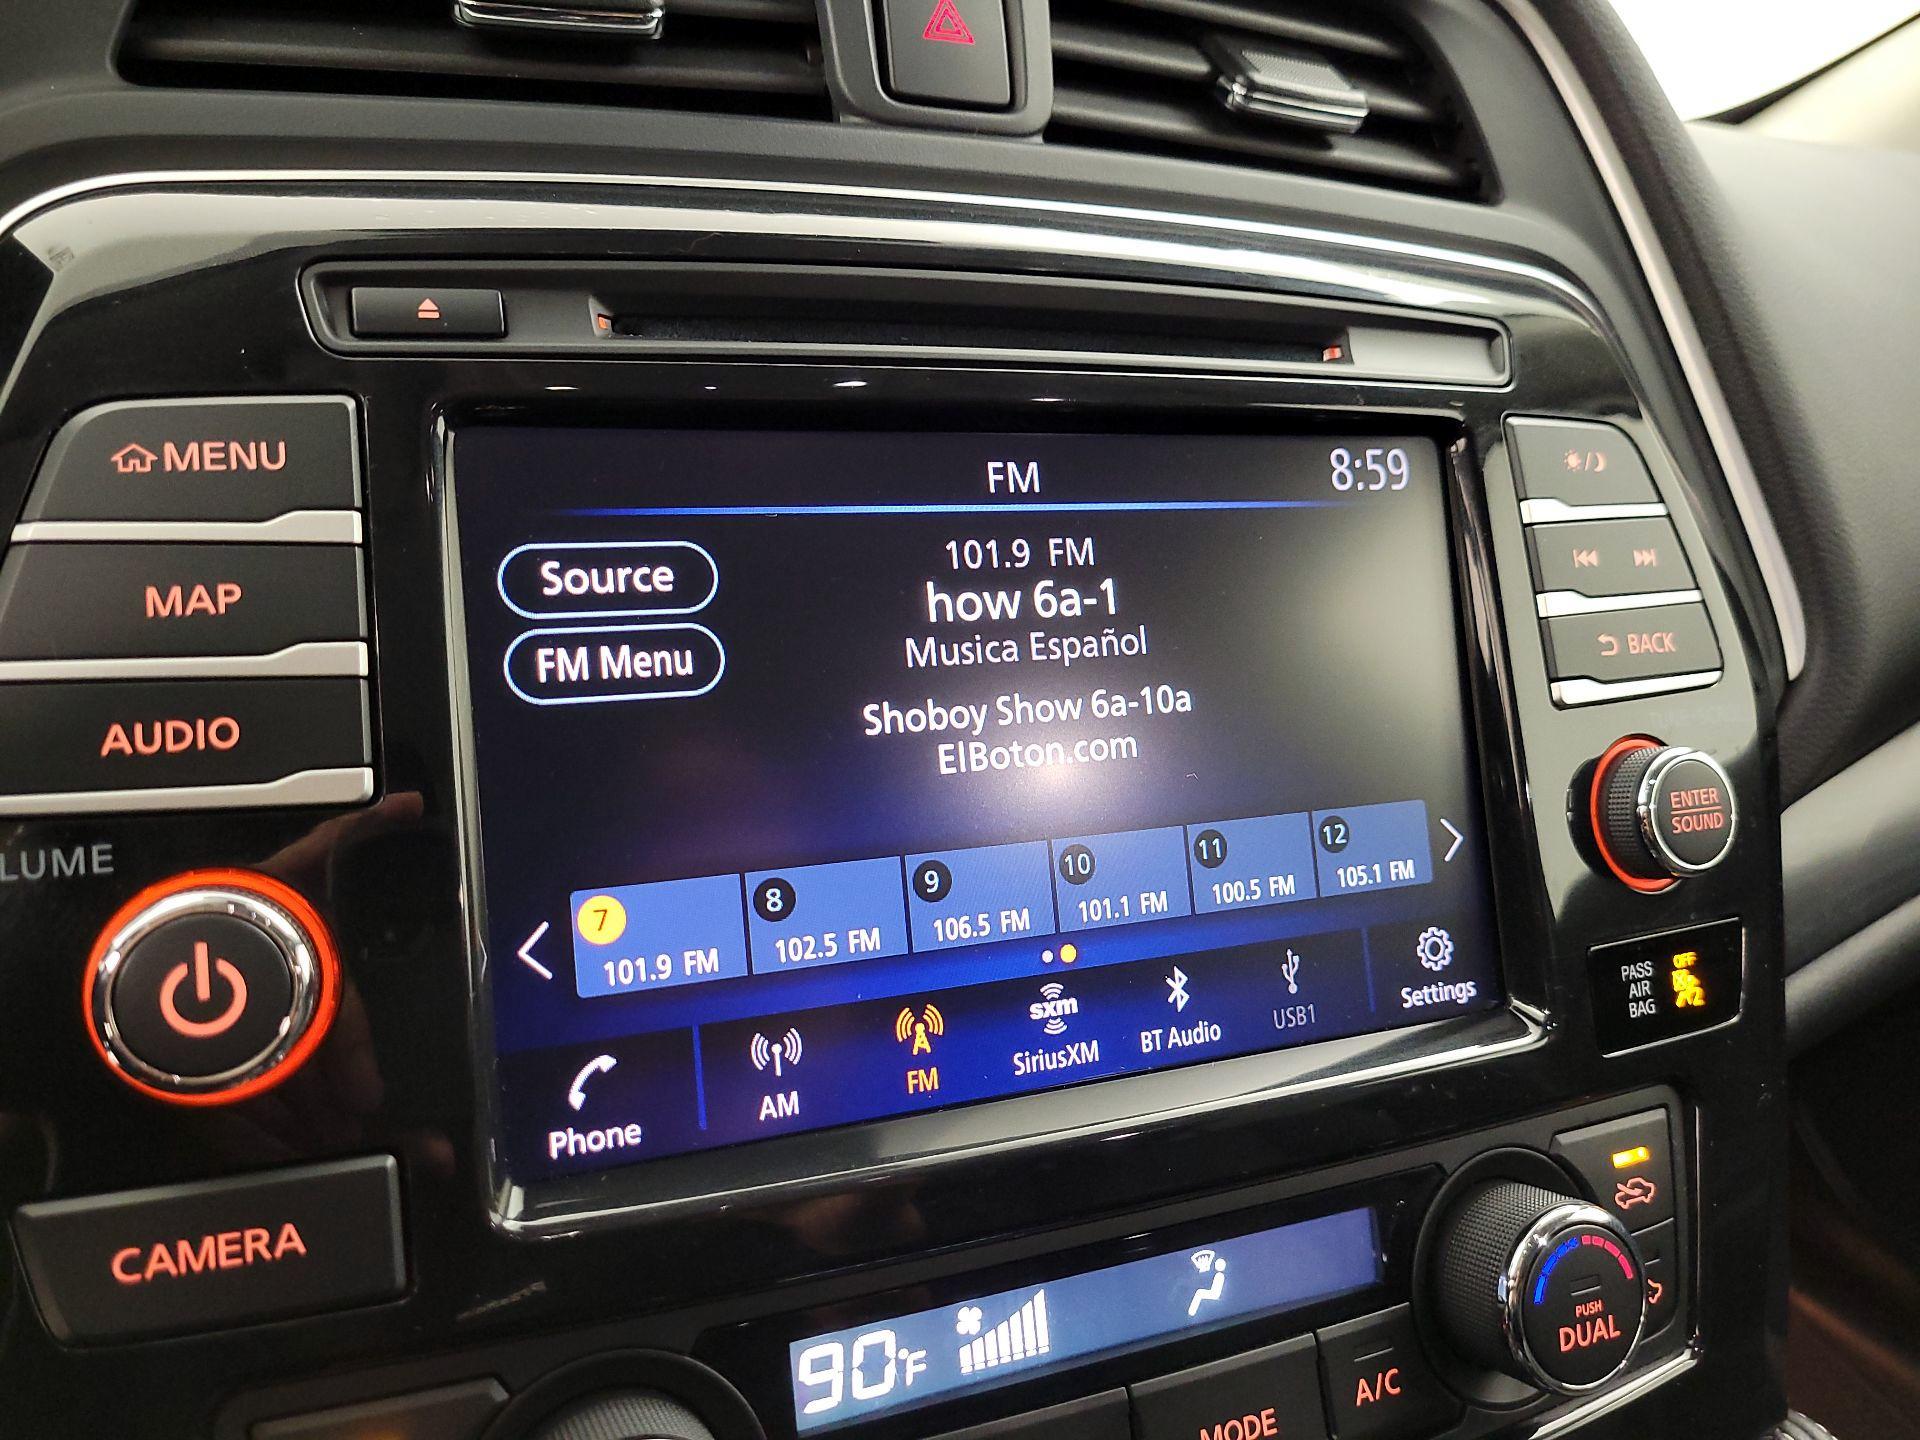 MENU
MAP
AUDIO
LUME
CAMERA
FM
8:59
Source
FM Menu
101.9 FM
how 6a-1
Musica Español
Shoboy Show 6a-10a
ElBoton.com
7
101.9 FM
8
102.5 FM
9
106.5 FM
10
101.1 FM
11
100.5 FM
12
105.1 FM
Phone
AM
FM
sxm
SiriusXM
BT Audio
USB1
Settings
BACK
ENTER
SOUND
PASS
AIR
BAG
OFF
90°F
MODE
A/C
PUSH
DUAL